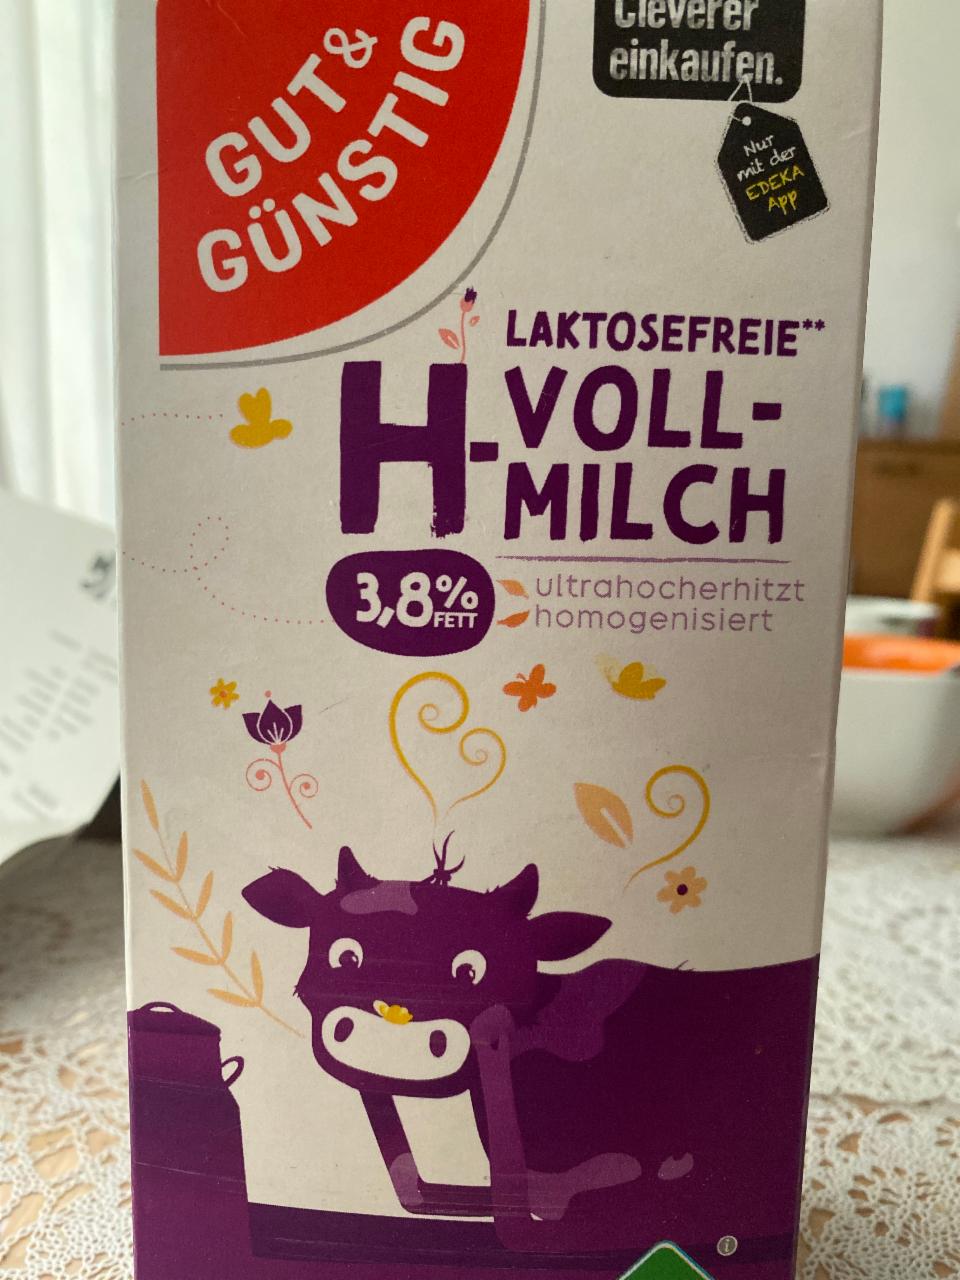 GUT &
GÜNSTIG
Cleverer
einkaufen.
Nur
mit der
EDEKA
App
LAKTOSEFREIE**
H-VOLL-
MILCH
3,8%
FETT
ultrahocherhitzt
homogenisiert
i